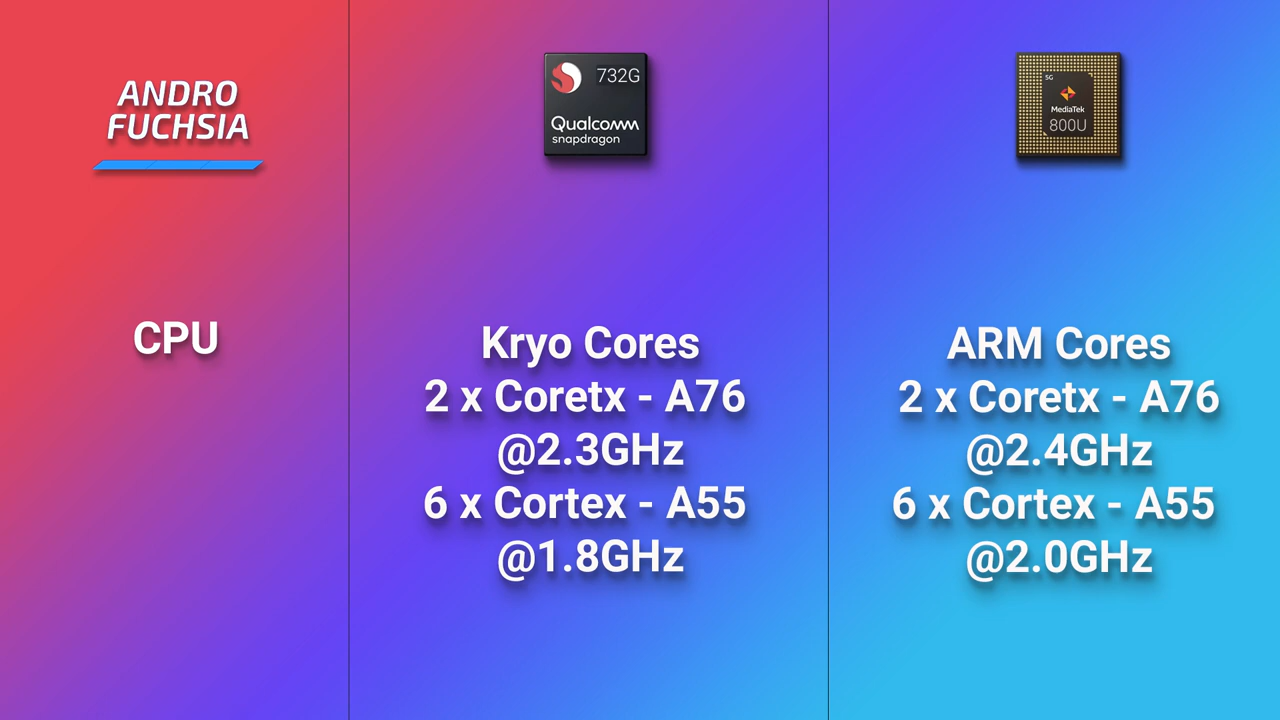 ANDRO
FUCHSIA
732G
Qualcomm
snapdragon
5G
MediaTek
800U
CPU
Kryo Cores
2 x Coretx - A76
@2.3GHz
6 x Cortex - A55
@1.8GHz
ARM Cores
2 x Coretx - A76
@2.4GHz
6 x Cortex - A55
@2.0GHz